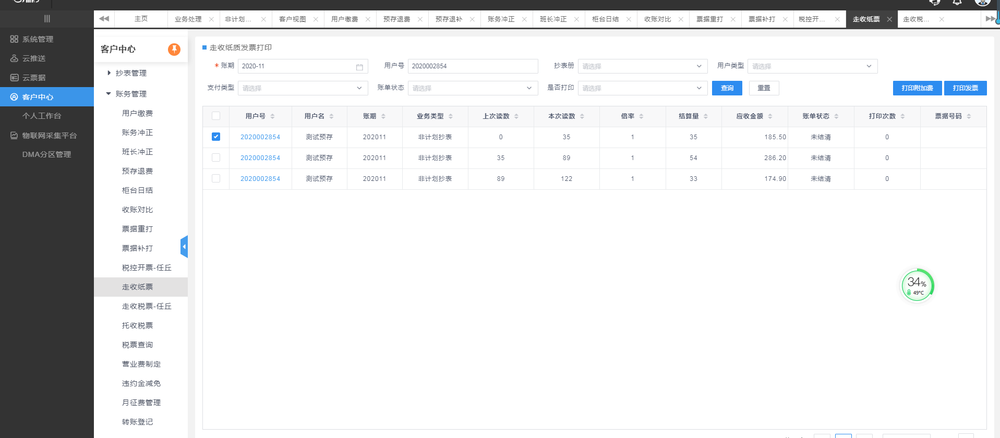 主页 业务处理 非计划... 客户视图 用户缴费 预存退费 预存退补 账务冲正 班长冲正 柜台日结 收账对比 票据重打 票据补打 税控开... 走收纸票 走收税...
系统管理
云推送
云票据
客户中心
个人工作台
物联网采集平台
DMA分区管理
客户中心
抄表管理
账务管理
用户缴费
账务冲正
班长冲正
预存退费
柜台日结
收账对比
票据重打
票据补打
税控开票-任丘
走收纸票
走收税票-任丘
托收税票
税票查询
营业费制定
违约金减免
月征费管理
转账登记
走收纸质发票打印
* 账期 2020-11 用户号 2020002854 抄表册 请选择 用户类型 请选择
支付类型 请选择 账单状态 请选择 是否打印 请选择 查询 重置 打印附加费 打印发票
用户号 用户名 账期 业务类型 上次读数 本次读数 倍率 结算量 应收金额 账单状态 打印次数 票据号码
2020002854 测试预存 202011 非计划抄表 0 35 1 35 185.50 未结清 0
2020002854 测试预存 202011 非计划抄表 35 89 1 54 286.20 未结清 0
2020002854 测试预存 202011 非计划抄表 89 122 1 33 174.90 未结清 0
34%
49°C